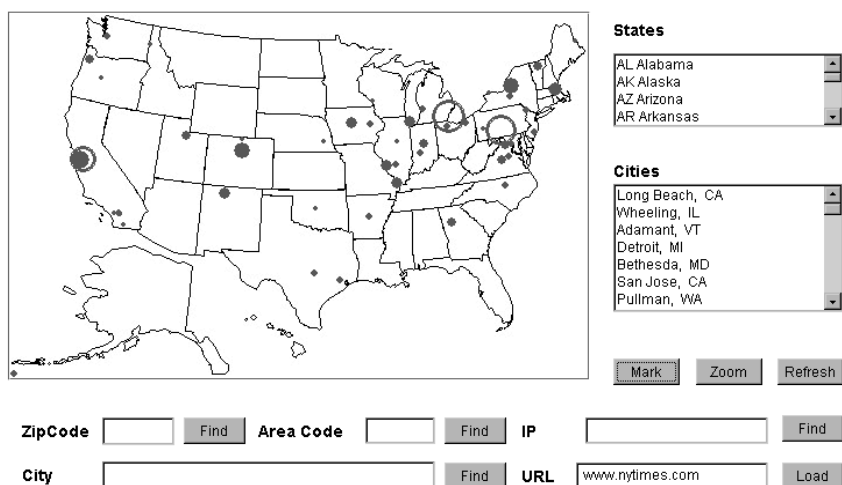 States
AL Alabama
AK Alaska
AZ Arizona
AR Arkansas
Cities
Long Beach, CA
Wheeling, IL
Adamant, VT
Detroit, MI
Bethesda, MD
San Jose, CA
Pullman, WA
Mark Zoom Refresh
ZipCode Find Area Code Find IP Find
City Find URL www.nytimes.com Load